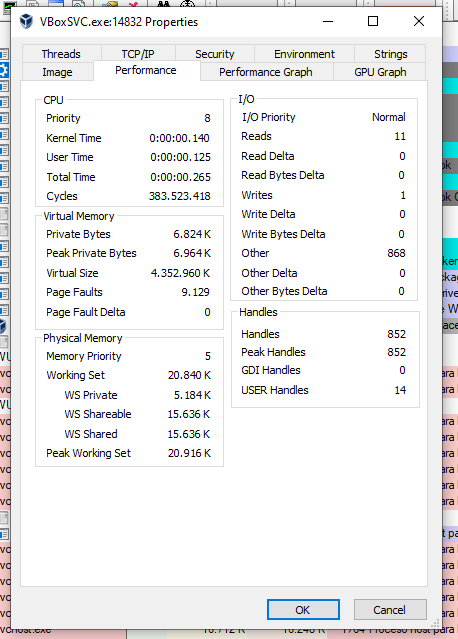 VBoxSVC.exe:14832 Properties
Threads TCP/IP Security Environment Strings
Image Performance Performance Graph GPU Graph
CPU
Priority 8
Kernel Time 0:00:00.140
User Time 0:00:00.125
Total Time 0:00:00.265
Cycles 383.523.418
Virtual Memory
Private Bytes 6.824 K
Peak Private Bytes 6.964 K
Virtual Size 4.352.960 K
Page Faults 9.129
Page Fault Delta 0
Physical Memory
Memory Priority 5
Working Set 20.840 K
WS Private 5.184 K
WS Shareable 15.636 K
WS Shared 15.636 K
Peak Working Set 20.916 K
I/O
I/O Priority Normal
Reads 11
Read Delta 0
Read Bytes Delta 0
Writes 1
Write Delta 0
Write Bytes Delta 0
Other 868
Other Delta 0
Other Bytes Delta 0
Handles
Handles 852
Peak Handles 852
GDI Handles 0
USER Handles 14
OK Cancel